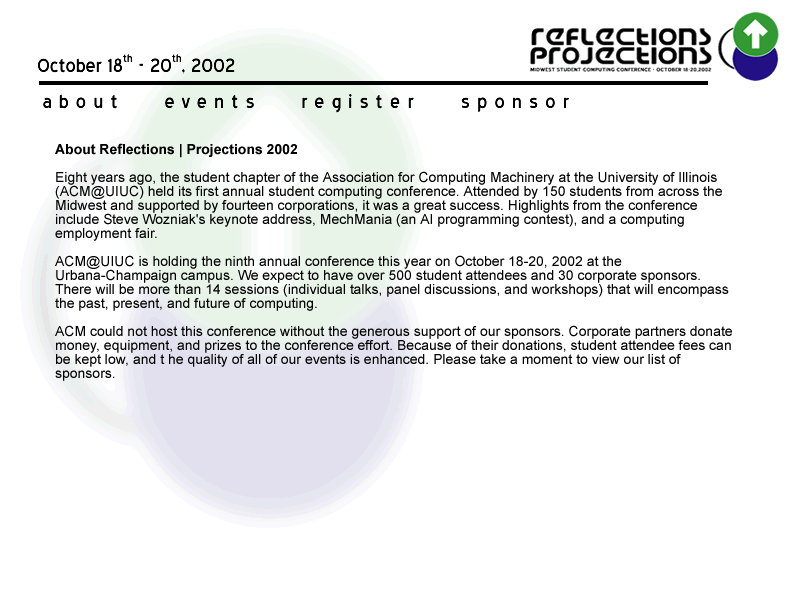 October 18th - 20th, 2002
REFLECTIONS
PROJECTIONS
MIDWEST STUDENT COMPUTING CONFERENCE · OCTOBER 18-20,2002
about events register sponsor
About Reflections | Projections 2002
Eight years ago, the student chapter of the Association for Computing Machinery at the University of Illinois
(ACM@UIUC) held its first annual student computing conference. Attended by 150 students from across the
Midwest and supported by fourteen corporations, it was a great success. Highlights from the conference
include Steve Wozniak's keynote address, MechMania (an AI programming contest), and a computing
employment fair.
ACM@UIUC is holding the ninth annual conference this year on October 18-20, 2002 at the
Urbana-Champaign campus. We expect to have over 500 student attendees and 30 corporate sponsors.
There will be more than 14 sessions (individual talks, panel discussions, and workshops) that will encompass
the past, present, and future of computing.
ACM could not host this conference without the generous support of our sponsors. Corporate partners donate
money, equipment, and prizes to the conference effort. Because of their donations, student attendee fees can
be kept low, and t he quality of all of our events is enhanced. Please take a moment to view our list of
sponsors.